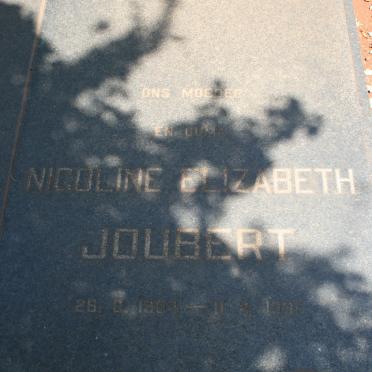 ONS MOEDER
EN OUMA
NICOLINE ELIZABETH
JOUBERT